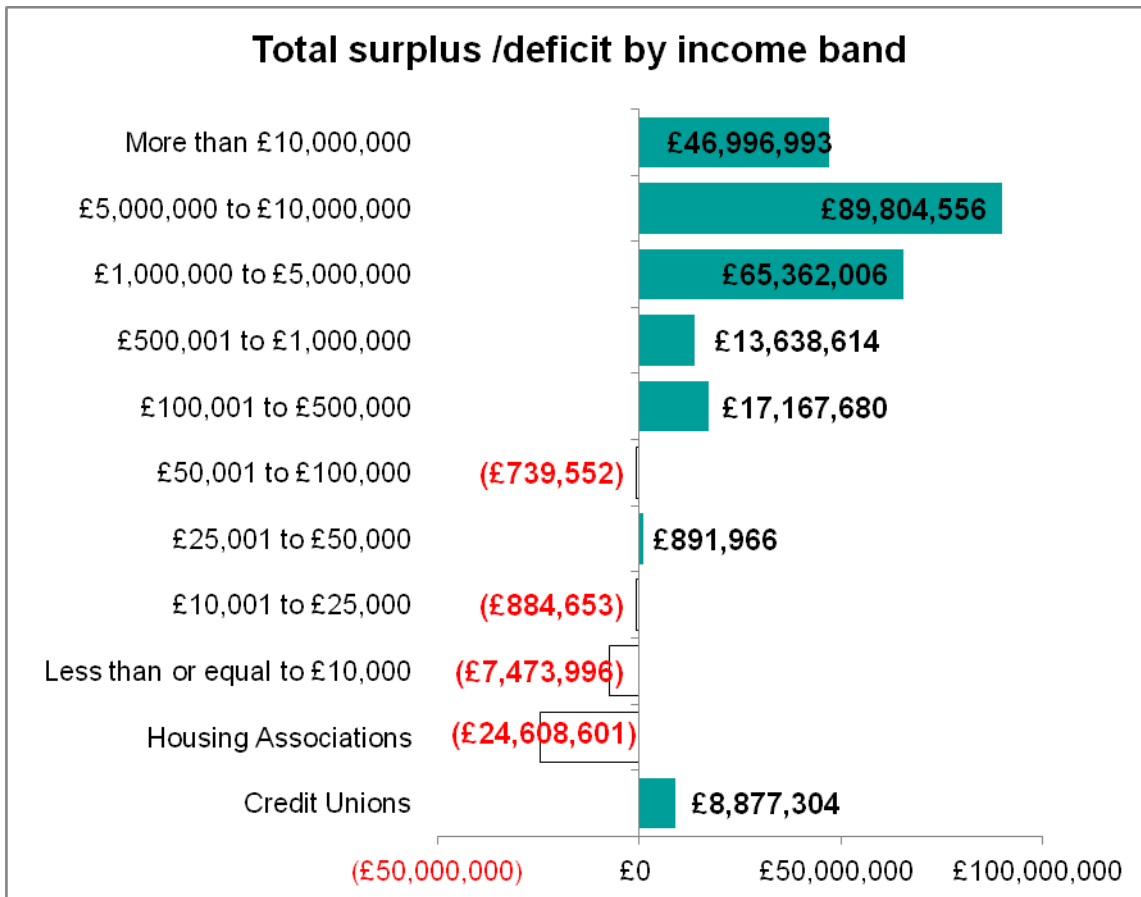 Total surplus /deficit by income band
More than £10,000,000 £46,996,993
£5,000,000 to £10,000,000 £89,804,556
£1,000,000 to £5,000,000 £65,362,006
£500,001 to £1,000,000 £13,638,614
£100,001 to £500,000 £17,167,680
£50,001 to £100,000 (£739,552)
£25,001 to £50,000 £891,966
£10,001 to £25,000 (£884,653)
Less than or equal to £10,000 (£7,473,996)
Housing Associations (£24,608,601)
Credit Unions £8,877,304
(£50,000,000) £0 £50,000,000 £100,000,000